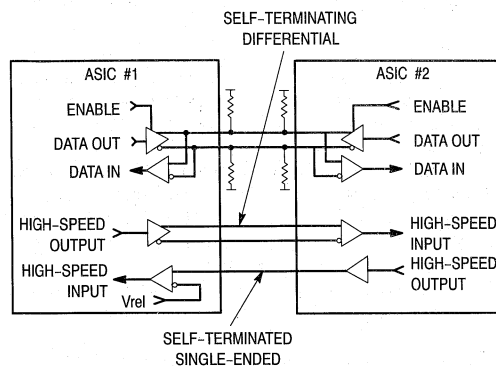 SELF-TERMINATING
DIFFERENTIAL
ASIC #1
ASIC #2
ENABLE
ENABLE
DATA OUT
DATA OUT
DATA IN
DATA IN
HIGH-SPEED
OUTPUT
HIGH-SPEED
INPUT
HIGH-SPEED
INPUT
HIGH-SPEED
OUTPUT
Vrel
SELF-TERMINATED
SINGLE-ENDED